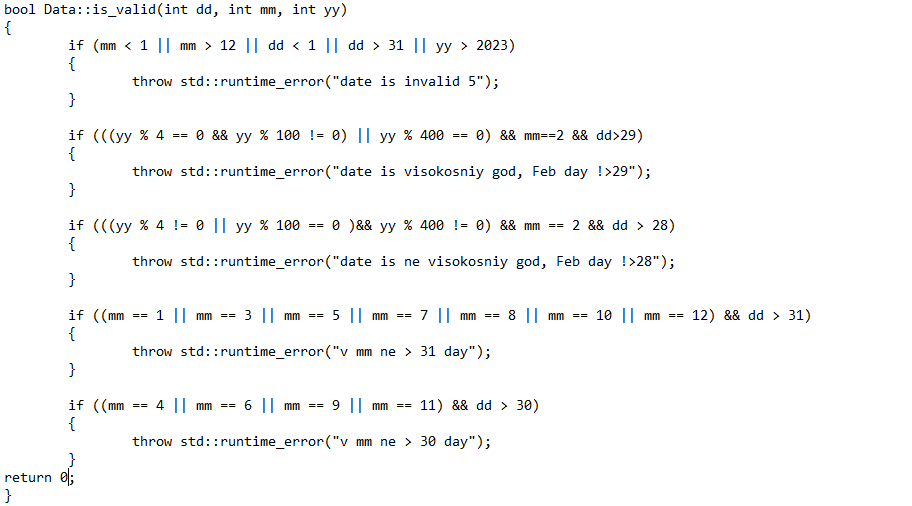 bool Data::is_valid(int dd, int mm, int yy)
{
        if (mm < 1 || mm > 12 || dd < 1 || dd > 31 || yy > 2023)
        {
                throw std::runtime_error("date is invalid 5");
        }

        if (((yy % 4 == 0 && yy % 100 != 0) || yy % 400 == 0) && mm==2 && dd>29)
        {
                throw std::runtime_error("date is visokosniy god, Feb day !>29");
        }

        if (((yy % 4 != 0 || yy % 100 == 0 )&& yy % 400 != 0) && mm == 2 && dd > 28)
        {
                throw std::runtime_error("date is ne visokosniy god, Feb day !>28");
        }

        if ((mm == 1 || mm == 3 || mm == 5 || mm == 7 || mm == 8 || mm == 10 || mm == 12) && dd > 31)
        {
                throw std::runtime_error("v mm ne > 31 day");
        }

        if ((mm == 4 || mm == 6 || mm == 9 || mm == 11) && dd > 30)
        {
                throw std::runtime_error("v mm ne > 30 day");
        }
return 0;
}